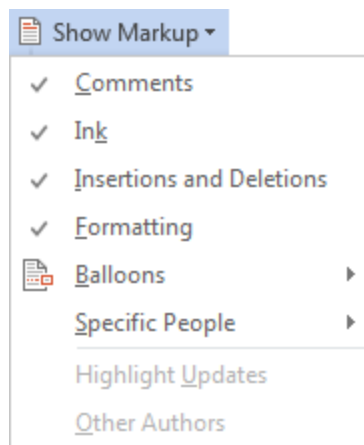 Show Markup
Comments
Ink
Insertions and Deletions
Formatting
Balloons
Specific People
Highlight Updates
Other Authors